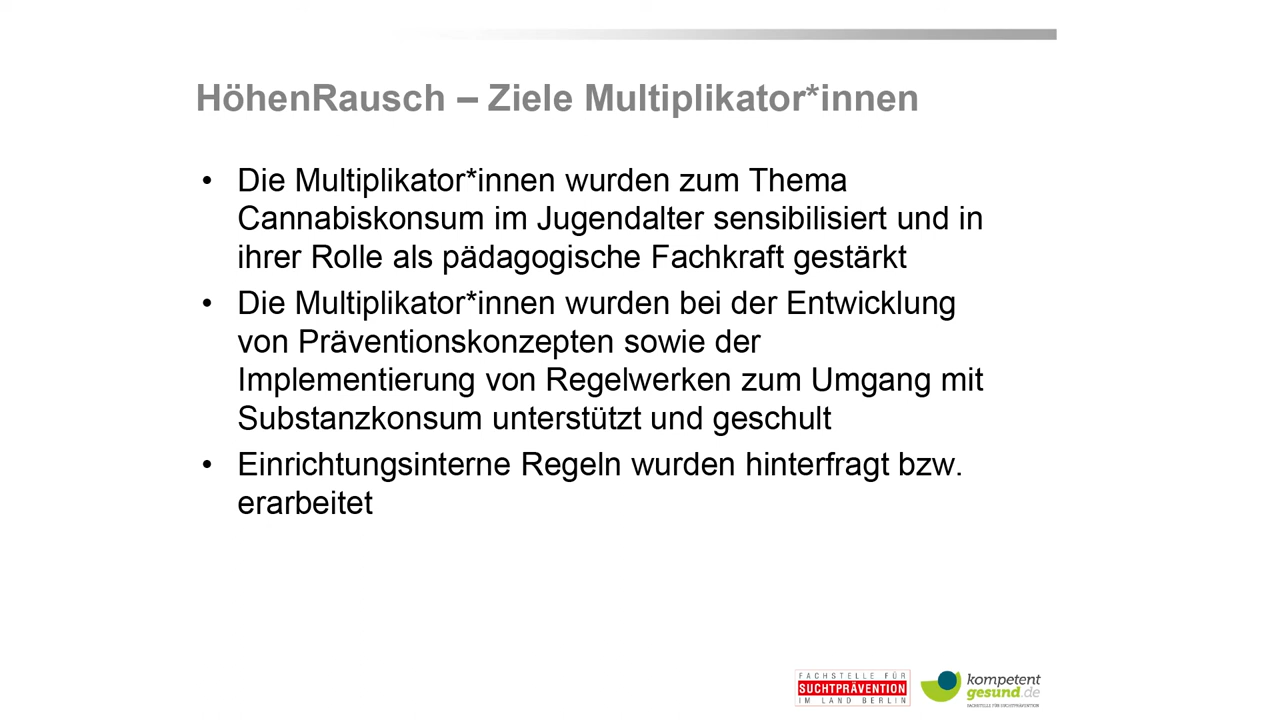 HöhenRausch – Ziele Multiplikator*innen
• Die Multiplikator*innen wurden zum Thema
Cannabiskonsum im Jugendalter sensibilisiert und in
ihrer Rolle als pädagogische Fachkraft gestärkt
• Die Multiplikator*innen wurden bei der Entwicklung
von Präventionskonzepten sowie der
Implementierung von Regelwerken zum Umgang mit
Substanzkonsum unterstützt und geschult
• Einrichtungsinterne Regeln wurden hinterfragt bzw.
erarbeitet
FACHSTELLE FÜR
SUCHTPRÄVENTION
IM LAND BERLIN
kompetent
gesund.de
FACHSTELLE FÜR SUCHTPRÄVENTION